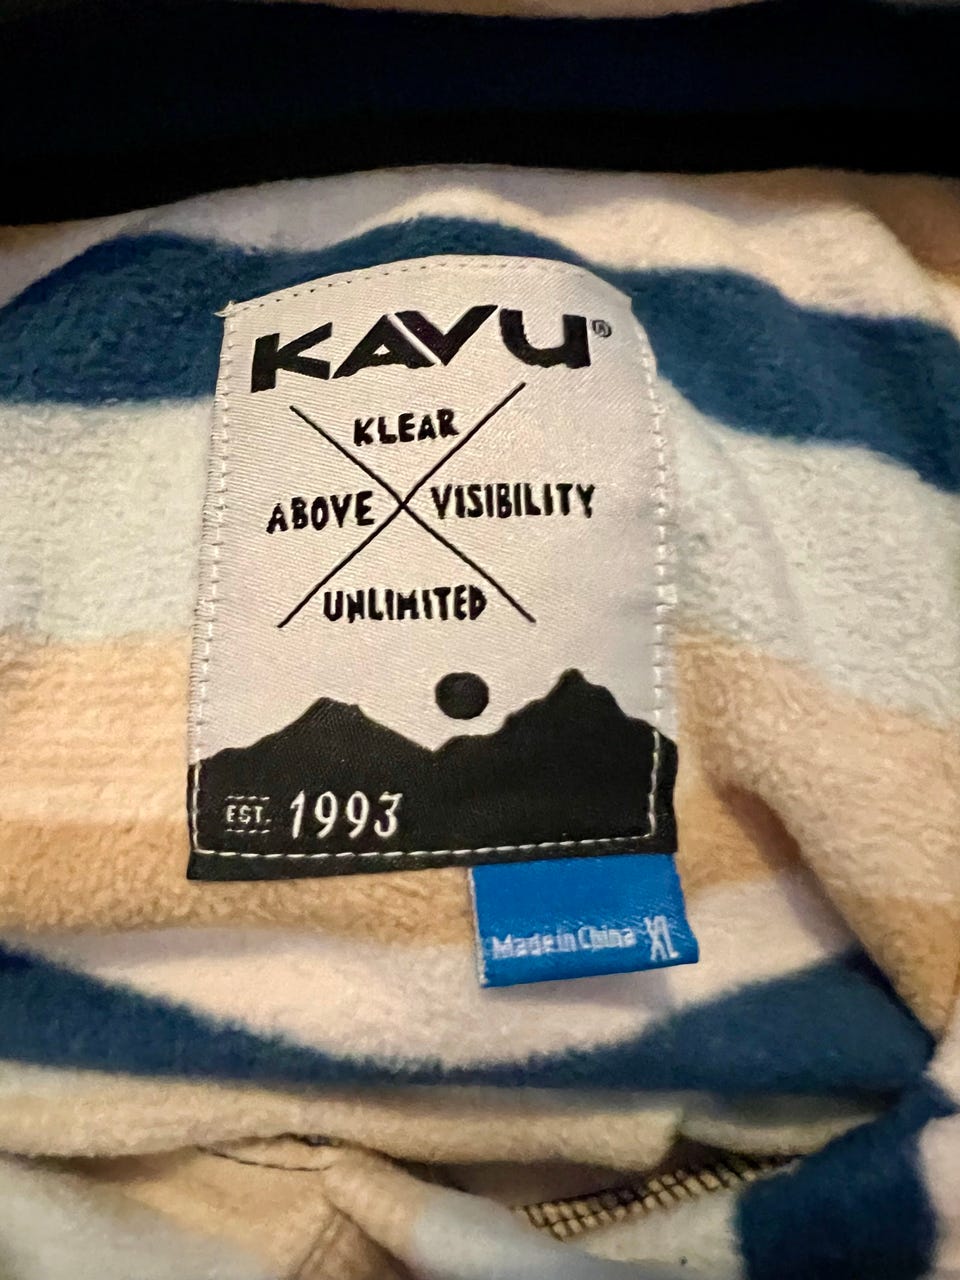 KAVU®
KLEAR
ABOVE VISIBILITY
UNLIMITED
EST. 1993
Made in China XL